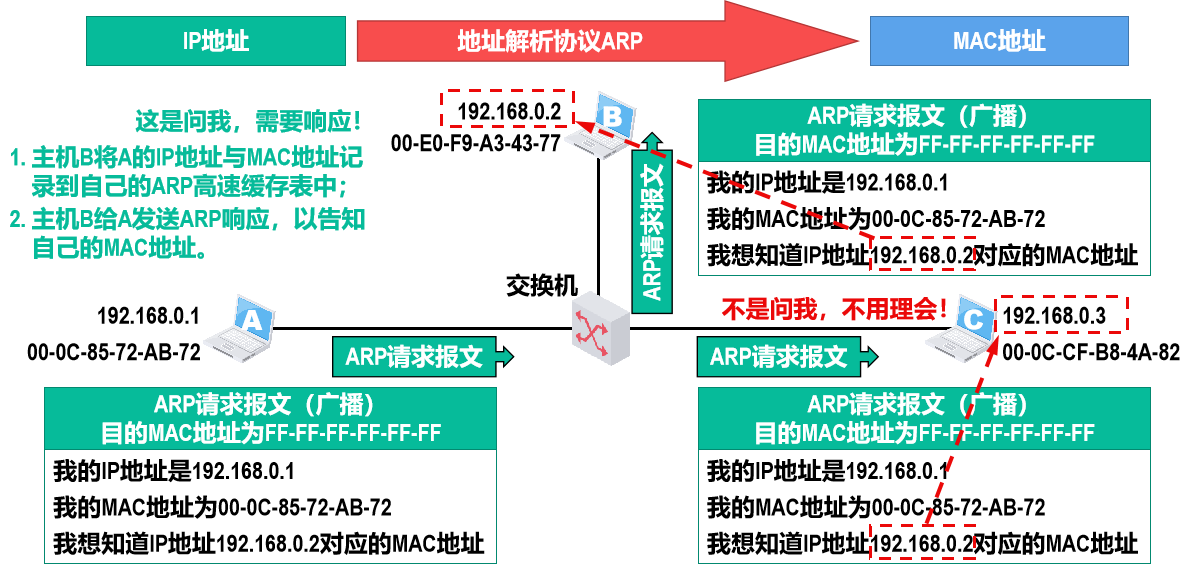 IP地址
地址解析协议ARP
MAC地址
这是问我，需要响应！
1. 主机B将A的IP地址与MAC地址记
录到自己的ARP高速缓存表中；
2. 主机B给A发送ARP响应，以告知
自己的MAC地址。
192.168.0.2
00-E0-F9-A3-43-77
B
ARP请求报文
ARP请求报文（广播）
目的MAC地址为FF-FF-FF-FF-FF-FF
我的IP地址是192.168.0.1
我的MAC地址为00-0C-85-72-AB-72
我想知道IP地址192.168.0.2对应的MAC地址
交换机
192.168.0.1
00-0C-85-72-AB-72
A
ARP请求报文
不是问我，不用理会！
ARP请求报文
C
192.168.0.3
00-0C-CF-B8-4A-82
ARP请求报文（广播）
目的MAC地址为FF-FF-FF-FF-FF-FF
我的IP地址是192.168.0.1
我的MAC地址为00-0C-85-72-AB-72
我想知道IP地址192.168.0.2对应的MAC地址
ARP请求报文（广播）
目的MAC地址为FF-FF-FF-FF-FF-FF
我的IP地址是192.168.0.1
我的MAC地址为00-0C-85-72-AB-72
我想知道IP地址192.168.0.2对应的MAC地址